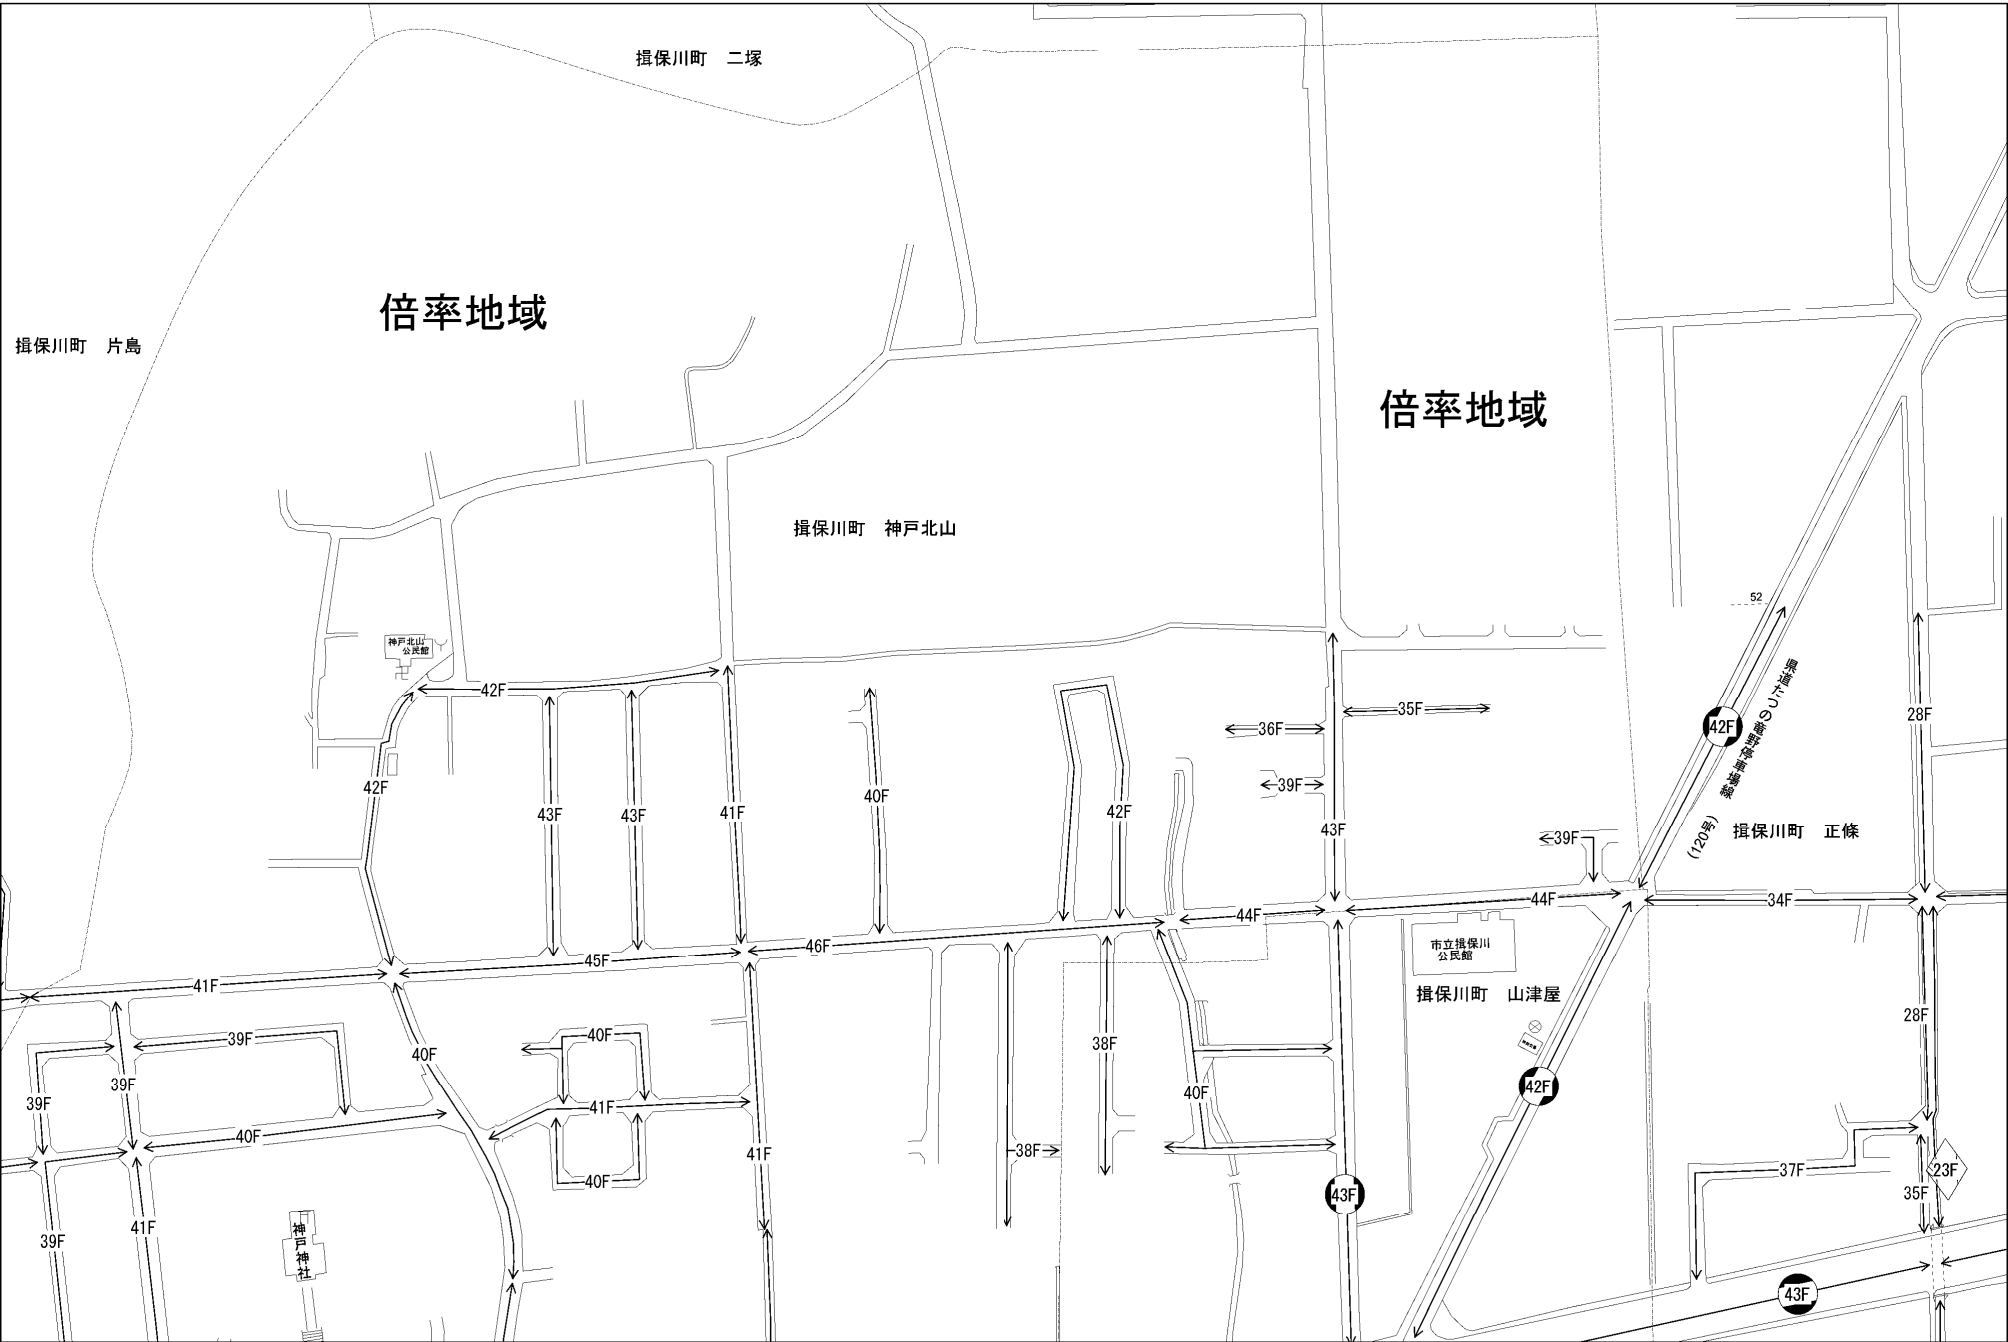 揖保川町　二塚
倍率地域
揖保川町　片島
倍率地域
揖保川町　神戸北山
52
神戸北山
公民館
県道たつの竜野停車場線
(120号)
42F
35F
28F
36F
42F
42F
39F
42F
40F
43F
43F
41F
42F
43F
揖保川町　正條
39F
44F
34F
44F
46F
市立揖保川
公民館
45F
41F
揖保川町　山津屋
28F
40F
39F
38F
40F
39F
42F
40F
39F
41F
40F
38F
41F
37F
23F
40F
35F
43F
41F
39F
神戸神社
43F